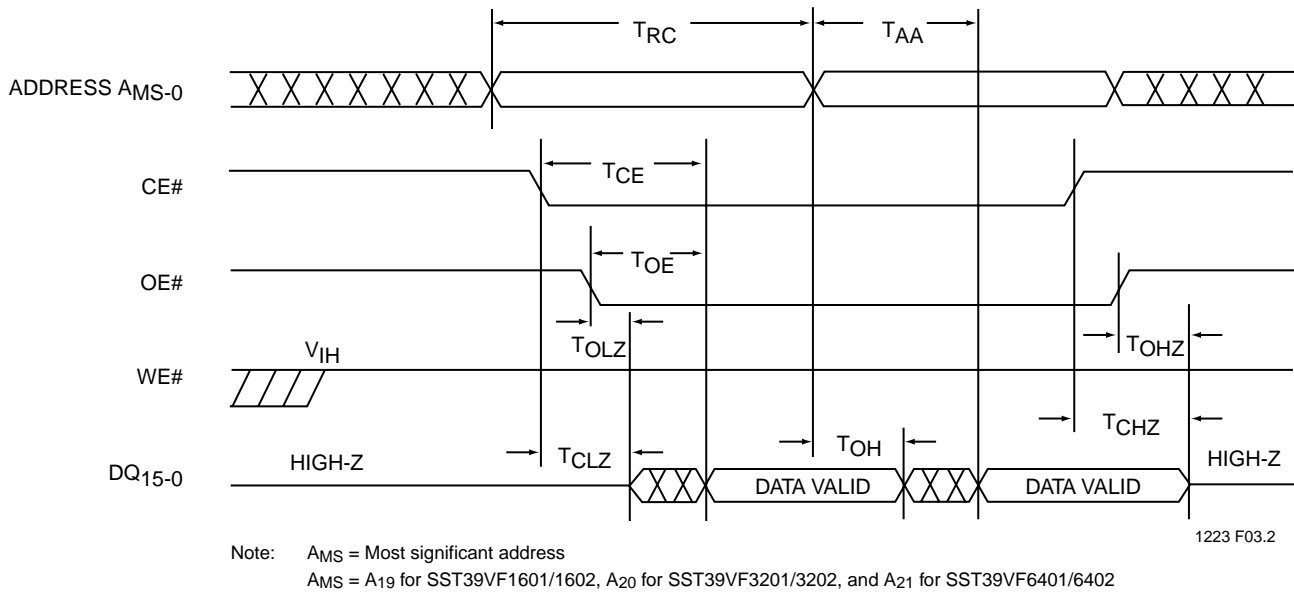 TRC TAA
ADDRESS AMS-0
TCE
CE#
TOE
OE#
TOLZ TOHZ
VIH
WE#
TCLZ TOH TCHZ
HIGH-Z HIGH-Z
DQ15-0
DATA VALID DATA VALID
1223 F03.2
Note: AMS = Most significant address
AMS = A19 for SST39VF1601/1602, A20 for SST39VF3201/3202, and A21 for SST39VF6401/6402